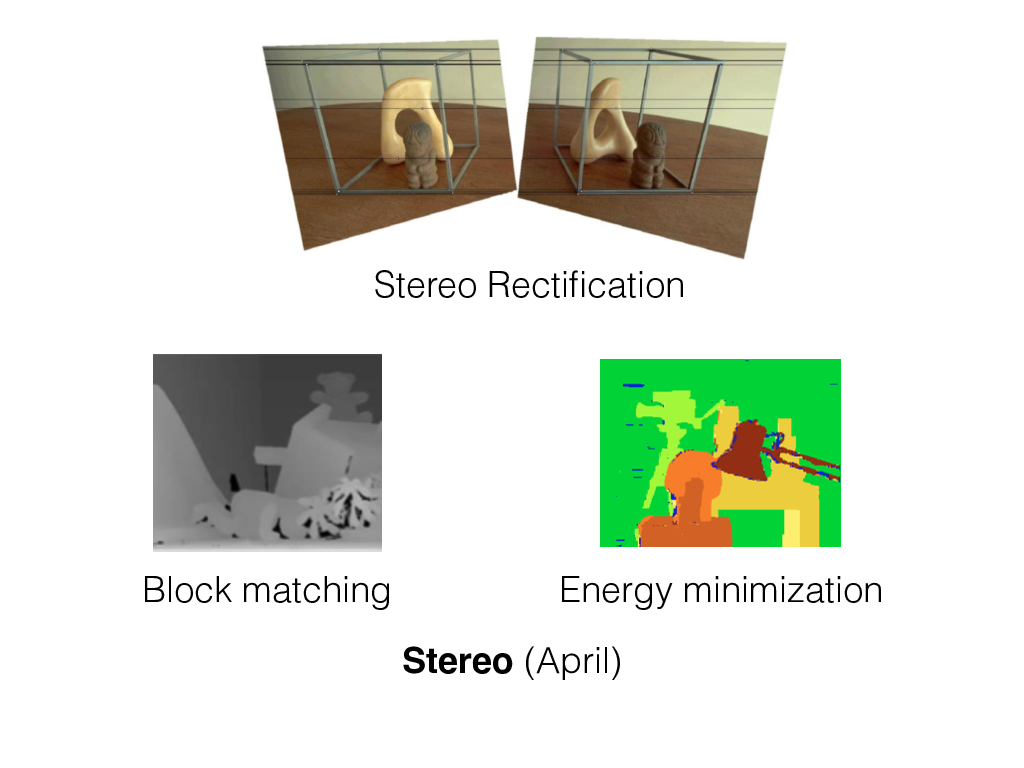 Stereo Rectification
Block matching
Energy minimization
Stereo (April)